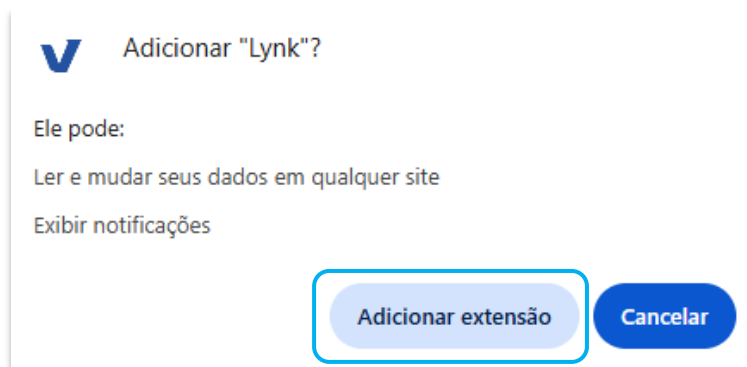 Adicionar "Lynk"?
Ele pode:
Ler e mudar seus dados em qualquer site
Exibir notificações
Adicionar extensão
Cancelar